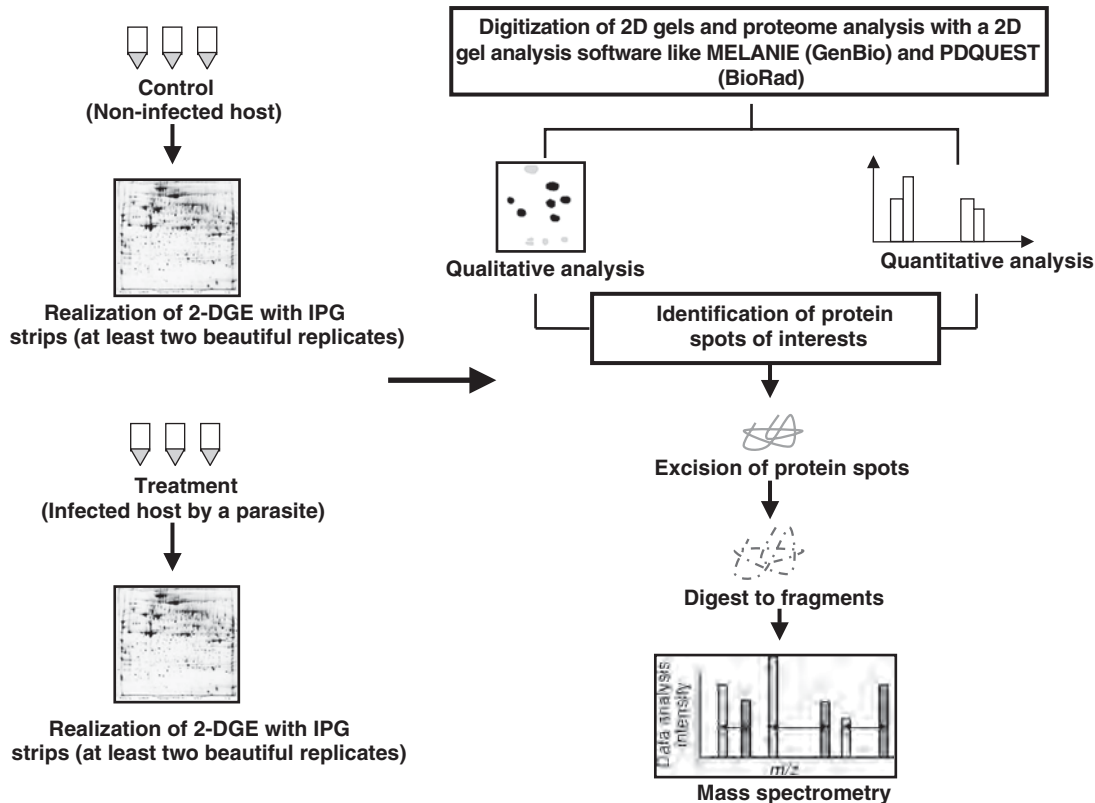 Control
(Non-infected host)
Realization of 2-DGE with IPG
strips (at least two beautiful replicates)
Treatment
(Infected host by a parasite)
Realization of 2-DGE with IPG
strips (at least two beautiful replicates)
Digitization of 2D gels and proteome analysis with a 2D
gel analysis software like MELANIE (GenBio) and PDQUEST
(BioRad)
Qualitative analysis
Quantitative analysis
Identification of protein
spots of interests
Excision of protein spots
Digest to fragments
Data analysis
intensity
m/z
Mass spectrometry